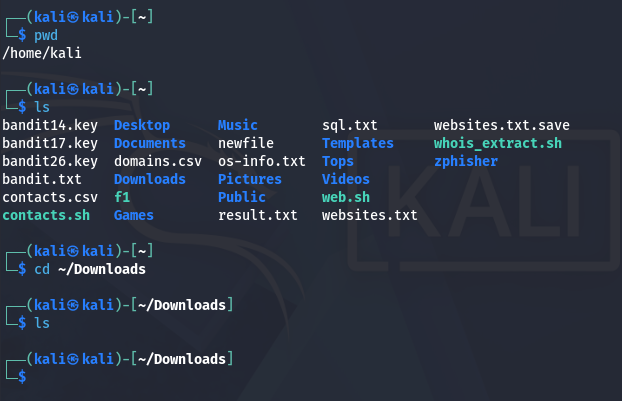 ┌──(kali㉿kali)-[~]
└─$ pwd
/home/kali
┌──(kali㉿kali)-[~]
└─$ ls
bandit14.key  Desktop      Music        sql.txt       websites.txt.save
bandit17.key  Documents    newfile      Templates     whois_extract.sh
bandit26.key  domains.csv  os-info.txt  Tops          zphisher
bandit.txt    Downloads    Pictures     Videos
contacts.csv  f1           Public       web.sh
contacts.sh   Games        result.txt   websites.txt
┌──(kali㉿kali)-[~]
└─$ cd ~/Downloads
┌──(kali㉿kali)-[~/Downloads]
└─$ ls
┌──(kali㉿kali)-[~/Downloads]
└─$
KALI